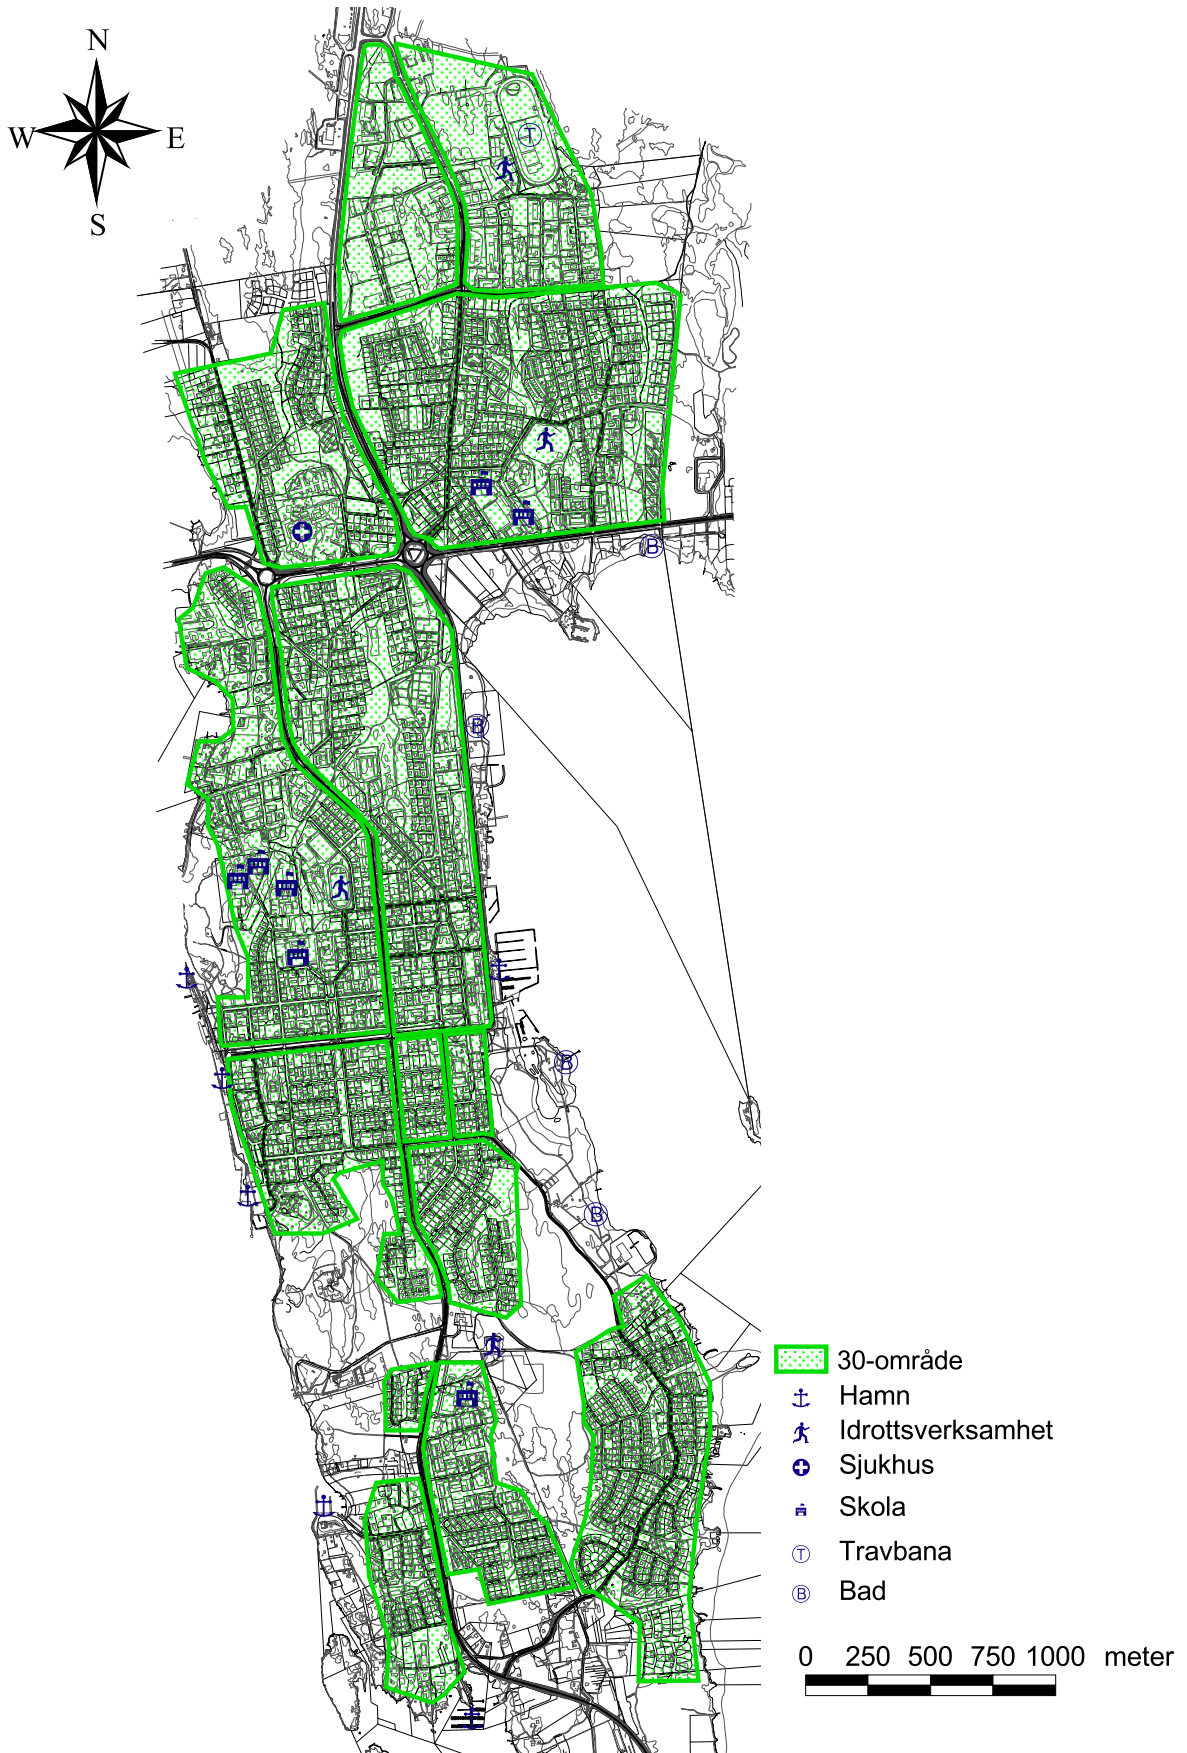 N
W E
S
T
B
B
B
B
30-område
Hamn
Idrottsverksamhet
Sjukhus
Skola
T Travbana
B Bad
0 250 500 750 1000 meter